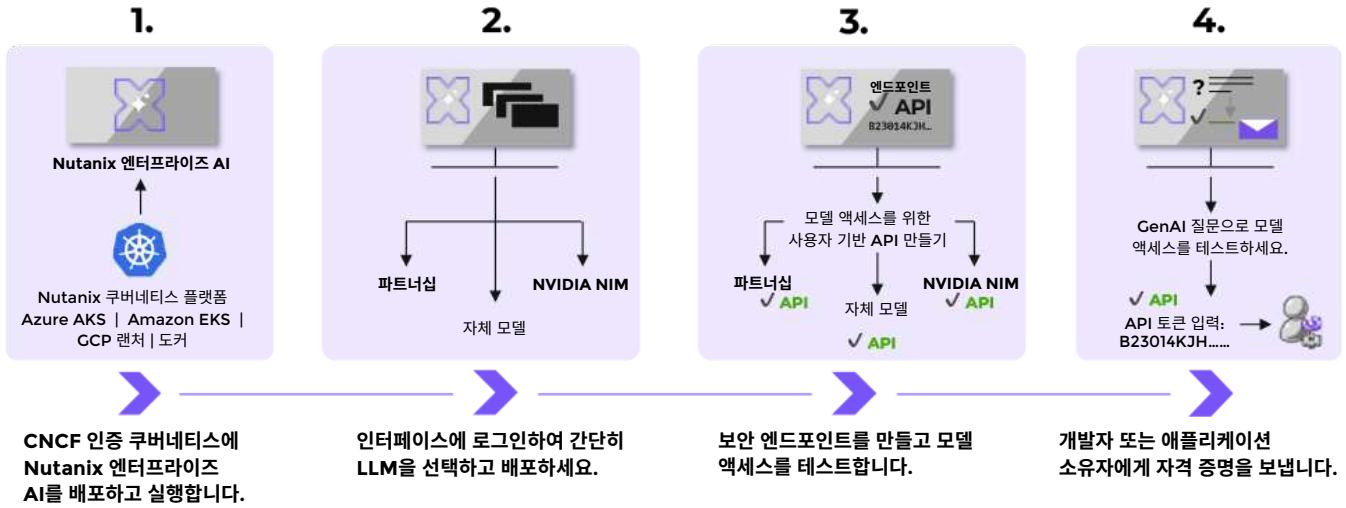 1.
Nutanix 엔터프라이즈 AI
Nutanix 쿠버네티스 플랫폼
Azure AKS | Amazon EKS |
GCP 랜처 | 도커
CNCF 인증 쿠버네티스에
Nutanix 엔터프라이즈
AI를 배포하고 실행합니다.
2.
파트너십
NVIDIA NIM
자체 모델
인터페이스에 로그인하여 간단히
LLM을 선택하고 배포하세요.
3.
엔드포인트
✓ API
B23014KJH...
모델 액세스를 위한
사용자 기반 API 만들기
파트너십
✓ API
NVIDIA NIM
✓ API
자체 모델
✓ API
보안 엔드포인트를 만들고 모델
액세스를 테스트합니다.
4.
?
GenAI 질문으로 모델
액세스를 테스트하세요.
✓ API
API 토큰 입력:
B23014KJH......
개발자 또는 애플리케이션
소유자에게 자격 증명을 보냅니다.